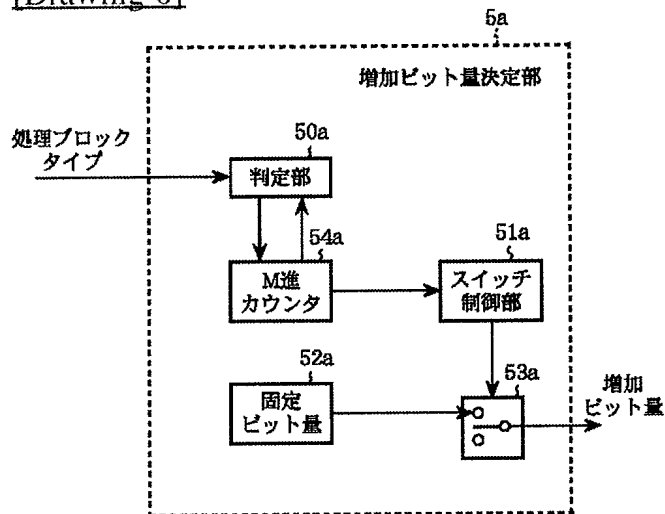 [Drawing 6]
5a
増加ビット量決定部
処理ブロック
タイプ
50a
判定部
54a
M進
カウンタ
51a
スイッチ
制御部
52a
固定
ビット量
53a
増加
ビット量